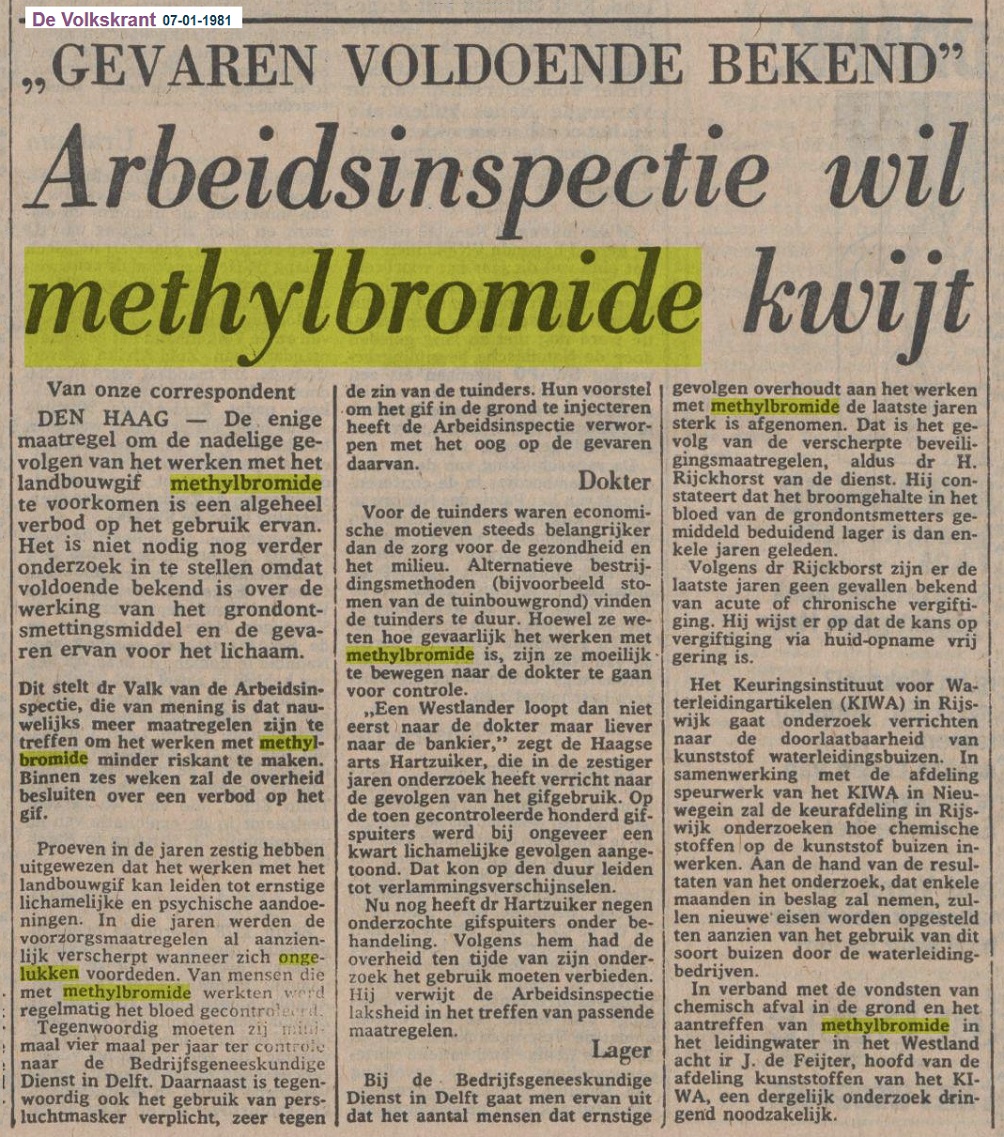 De Volkskrant 07-01-1981
„GEVAREN VOLDOENDE BEKEND”
Arbeidsinspectie wil
methylbromide kwijt
Van onze correspondent
DEN HAAG — De enige
maatregel om de nadelige ge-
volgen van het werken met het
landbouwgif methylbromide
te voorkomen is een algeheel
verbod op het gebruik ervan.
Het is niet nodig nog verder
onderzoek in te stellen omdat
voldoende bekend is over de
werking van het grondont-
smettingsmiddel en de geva-
ren ervan voor het lichaam.
Dit stelt dr Valk van de Arbeidsin-
spectie, die van mening is dat nau-
welijks meer maatregelen zijn te
treffen om het werken met methyl-
bromide minder riskant te maken.
Binnen zes weken zal de overheid
besluiten over een verbod op het
gif.
Proeven in de jaren zestig hebben
uitgewezen dat het werken met het
landbouwgif kan leiden tot ernstige
lichamelijke en psychische aandoe-
ningen. In die jaren werden de
voorzorgsmaatregelen al aanzien-
lijk verscherpt wanneer zich onge-
lukken voordeden. Van mensen die
met methylbromide werkten werd
regelmatig het bloed gecontroleerd.
Tegenwoordig moeten zij mini-
maal vier maal per jaar ter controle
naar de Bedrijfsgeneeskundige
Dienst in Delft. Daarnaast is tegen-
woordig ook het gebruik van pers-
luchtmasker verplicht, zeer tegen
de zin van de tuinders. Hun voorstel
om het gif in de grond te injecteren
heeft de Arbeidsinspectie verwor-
pen met het oog op de gevaren
daarvan.
Dokter
Voor de tuinders waren economi-
sche motieven steeds belangrijker
dan de zorg voor de gezondheid en
het milieu. Alternatieve bestrij-
dingsmethoden (bijvoorbeeld sto-
men van de tuinbouwgrond) vinden
de tuinders te duur. Hoewel ze we-
ten hoe gevaarlijk het werken met
methylbromide is, zijn ze moeilijk
te bewegen naar de dokter te gaan
voor controle.
„Een Westlander loopt dan niet
eerst naar de dokter maar liever
naar de bankier,” zegt de Haagse
arts Hartzuiker, die in de zestiger
jaren onderzoek heeft verricht naar
de gevolgen van het gifgebruik. Op
de toen gecontroleerde honderd gif-
spuiters werd bij ongeveer een
kwart lichamelijke gevolgen aange-
toond. Dat kon op den duur leiden
tot verlammingsverschijnselen.
Nu nog heeft dr Hartzuiker negen
onderzochte gifspuiters onder be-
handeling. Volgens hem had de
overheid ten tijde van zijn onder-
zoek het gebruik moeten verbieden.
Hij verwijt de Arbeidsinspectie
laksheid in het treffen van passende
maatregelen.
Lager
Bij de Bedrijfsgeneeskundige
Dienst in Delft gaat men ervan uit
dat het aantal mensen dat ernstige
gevolgen overhoudt aan het werken
met methylbromide de laatste jaren
sterk is afgenomen. Dat is het ge-
volg van de verscherpte beveili-
gingsmaatregelen, aldus dr H.
Rijckhorst van de dienst. Hij con-
stateert dat het broomgehalte in het
bloed van de grondontsmetters ge-
middeld beduidend lager is dan en-
kele jaren geleden.
Volgens dr Rijckborst zijn er de
laatste jaren geen gevallen bekend
van acute of chronische vergifti-
ging. Hij wijst er op dat de kans op
vergiftiging via huid-opname vrij
gering is.
Het Keuringsinstituut voor Wa-
terleidingartikelen (KIWA) in Rijs-
wijk gaat onderzoek verrichten
naar de doorlaatbaarheid van
kunststof waterleidingsbuizen. In
samenwerking met de afdeling
speurwerk van het KIWA in Nieu-
wegein zal de keurafdeling in Rijs-
wijk onderzoeken hoe chemische
stoffen op de kunststof buizen in-
werken. Aan de hand van de resul-
taten van het onderzoek, dat enkele
maanden in beslag zal nemen, zul-
len nieuwe eisen worden opgesteld
ten aanzien van het gebruik van dit
soort buizen door de waterleiding-
bedrijven.
In verband met de vondsten van
chemisch afval in de grond en het
aantreffen van methylbromide in
het leidingwater in het Westland
acht ir J. de Feijter, hoofd van de
afdeling kunststoffen van het KI-
WA, een dergelijk onderzoek drin-
gend noodzakelijk.